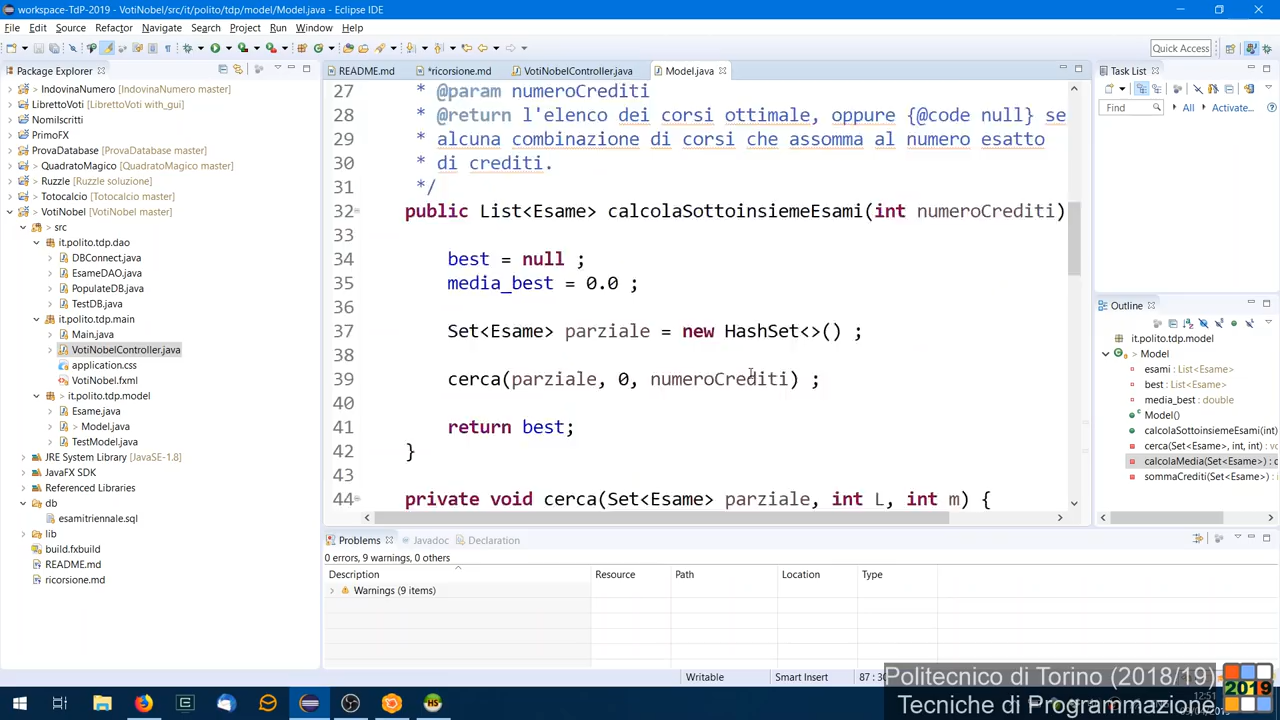 workspace-TdP-2019 - VotiNobel/src/it/polito/tdp/model/Model.java - Eclipse IDE
File Edit Source Refactor Navigate Search Project Run Window Help
Quick Access
Package Explorer
README.md
*ricorsione.md
VotiNobelController.java
Model.java
Task List
Find
All
Activate...
> IndovinaNumero [IndovinaNumero master]
> LibrettoVoti [LibrettoVoti with_gui]
NomiIscritti
PrimoFX
ProvaDatabase [ProvaDatabase master]
> QuadratoMagico [QuadratoMagico master]
> Ruzzle [Ruzzle soluzione]
> Totocalcio [Totocalcio master]
> VotiNobel [VotiNobel master]
> src
it.polito.tdp.dao
DBConnect.java
EsameDAO.java
PopulateDB.java
TestDB.java
it.polito.tdp.main
Main.java
VotiNobelController.java
application.css
VotiNobel.fxml
> it.polito.tdp.model
Esame.java
> Model.java
TestModel.java
JRE System Library [JavaSE-1.8]
JavaFX SDK
Referenced Libraries
db
esamitriennale.sql
lib
build.fxbuild
README.md
ricorsione.md
27 * @param numeroCrediti
28 * @return l'elenco dei corsi ottimale, oppure {@code null} se
29 * alcuna combinazione di corsi che assomma al numero esatto
30 * di crediti.
31 */
32 public List<Esame> calcolaSottoinsiemeEsami(int numeroCrediti)
33
34 best = null ;
35 media_best = 0.0 ;
36
37 Set<Esame> parziale = new HashSet<>() ;
38
39 cerca(parziale, 0, numeroCrediti) ;
40
41 return best;
42 }
43
44 private void cerca(Set<Esame> parziale, int L, int m) {
Outline
it.polito.tdp.model
Model
esami : List<Esame>
best : List<Esame>
media_best : double
Model()
calcolaSottoinsiemeEsami(int)
cerca(Set<Esame>, int, int) : vo
calcolaMedia(Set<Esame>) : c
sommaCrediti(Set<Esame>) :
Problems
Javadoc
Declaration
0 errors, 9 warnings, 0 others
Description Resource Path Location Type
Warnings (9 items)
Writable
Smart Insert
Politecnico di Torino (2018/19)
Tecniche di Programmazione
2019
12:51